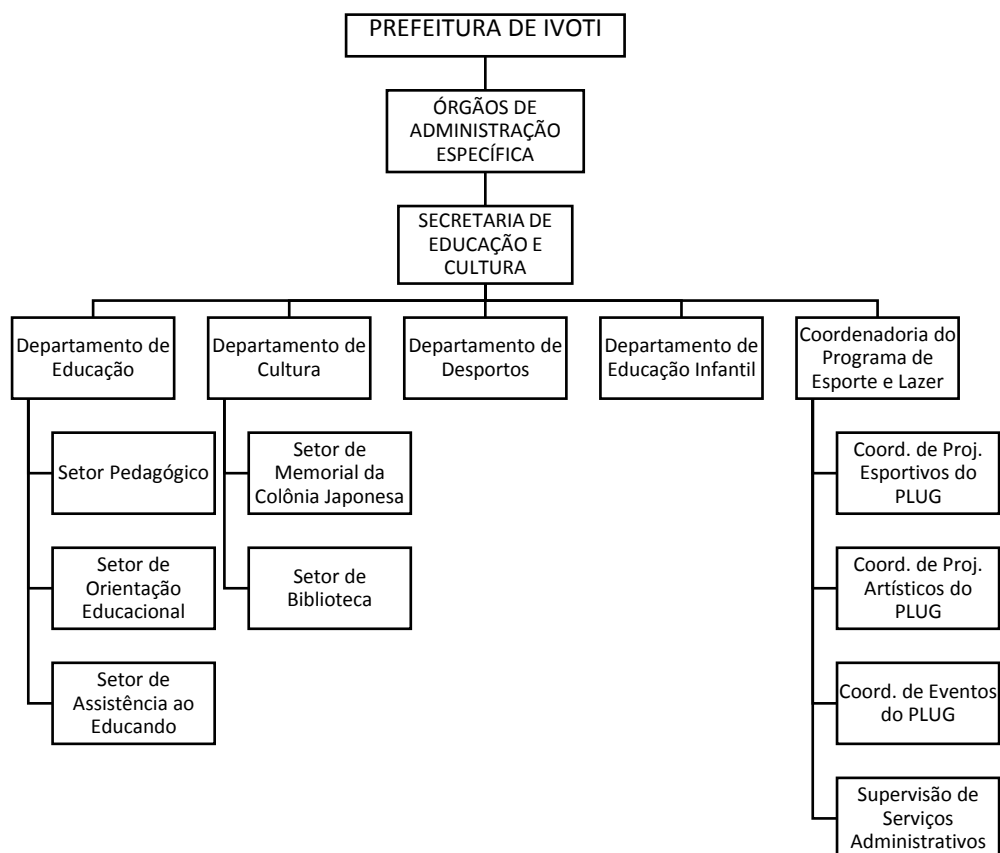 PREFEITURA DE IVOTI
ÓRGÃOS DE
ADMINISTRAÇÃO
ESPECÍFICA
SECRETARIA DE
EDUCAÇÃO E
CULTURA
Departamento de
Educação
Setor Pedagógico
Setor de
Orientação
Educacional
Setor de
Assistência ao
Educando
Departamento de
Cultura
Setor de
Memorial da
Colônia Japonesa
Setor de
Biblioteca
Departamento de
Desportos
Departamento de
Educação Infantil
Coordenadoria do
Programa de
Esporte e Lazer
Coord. de Proj.
Esportivos do
PLUG
Coord. de Proj.
Artísticos do
PLUG
Coord. de Eventos
do PLUG
Supervisão de
Serviços
Administrativos